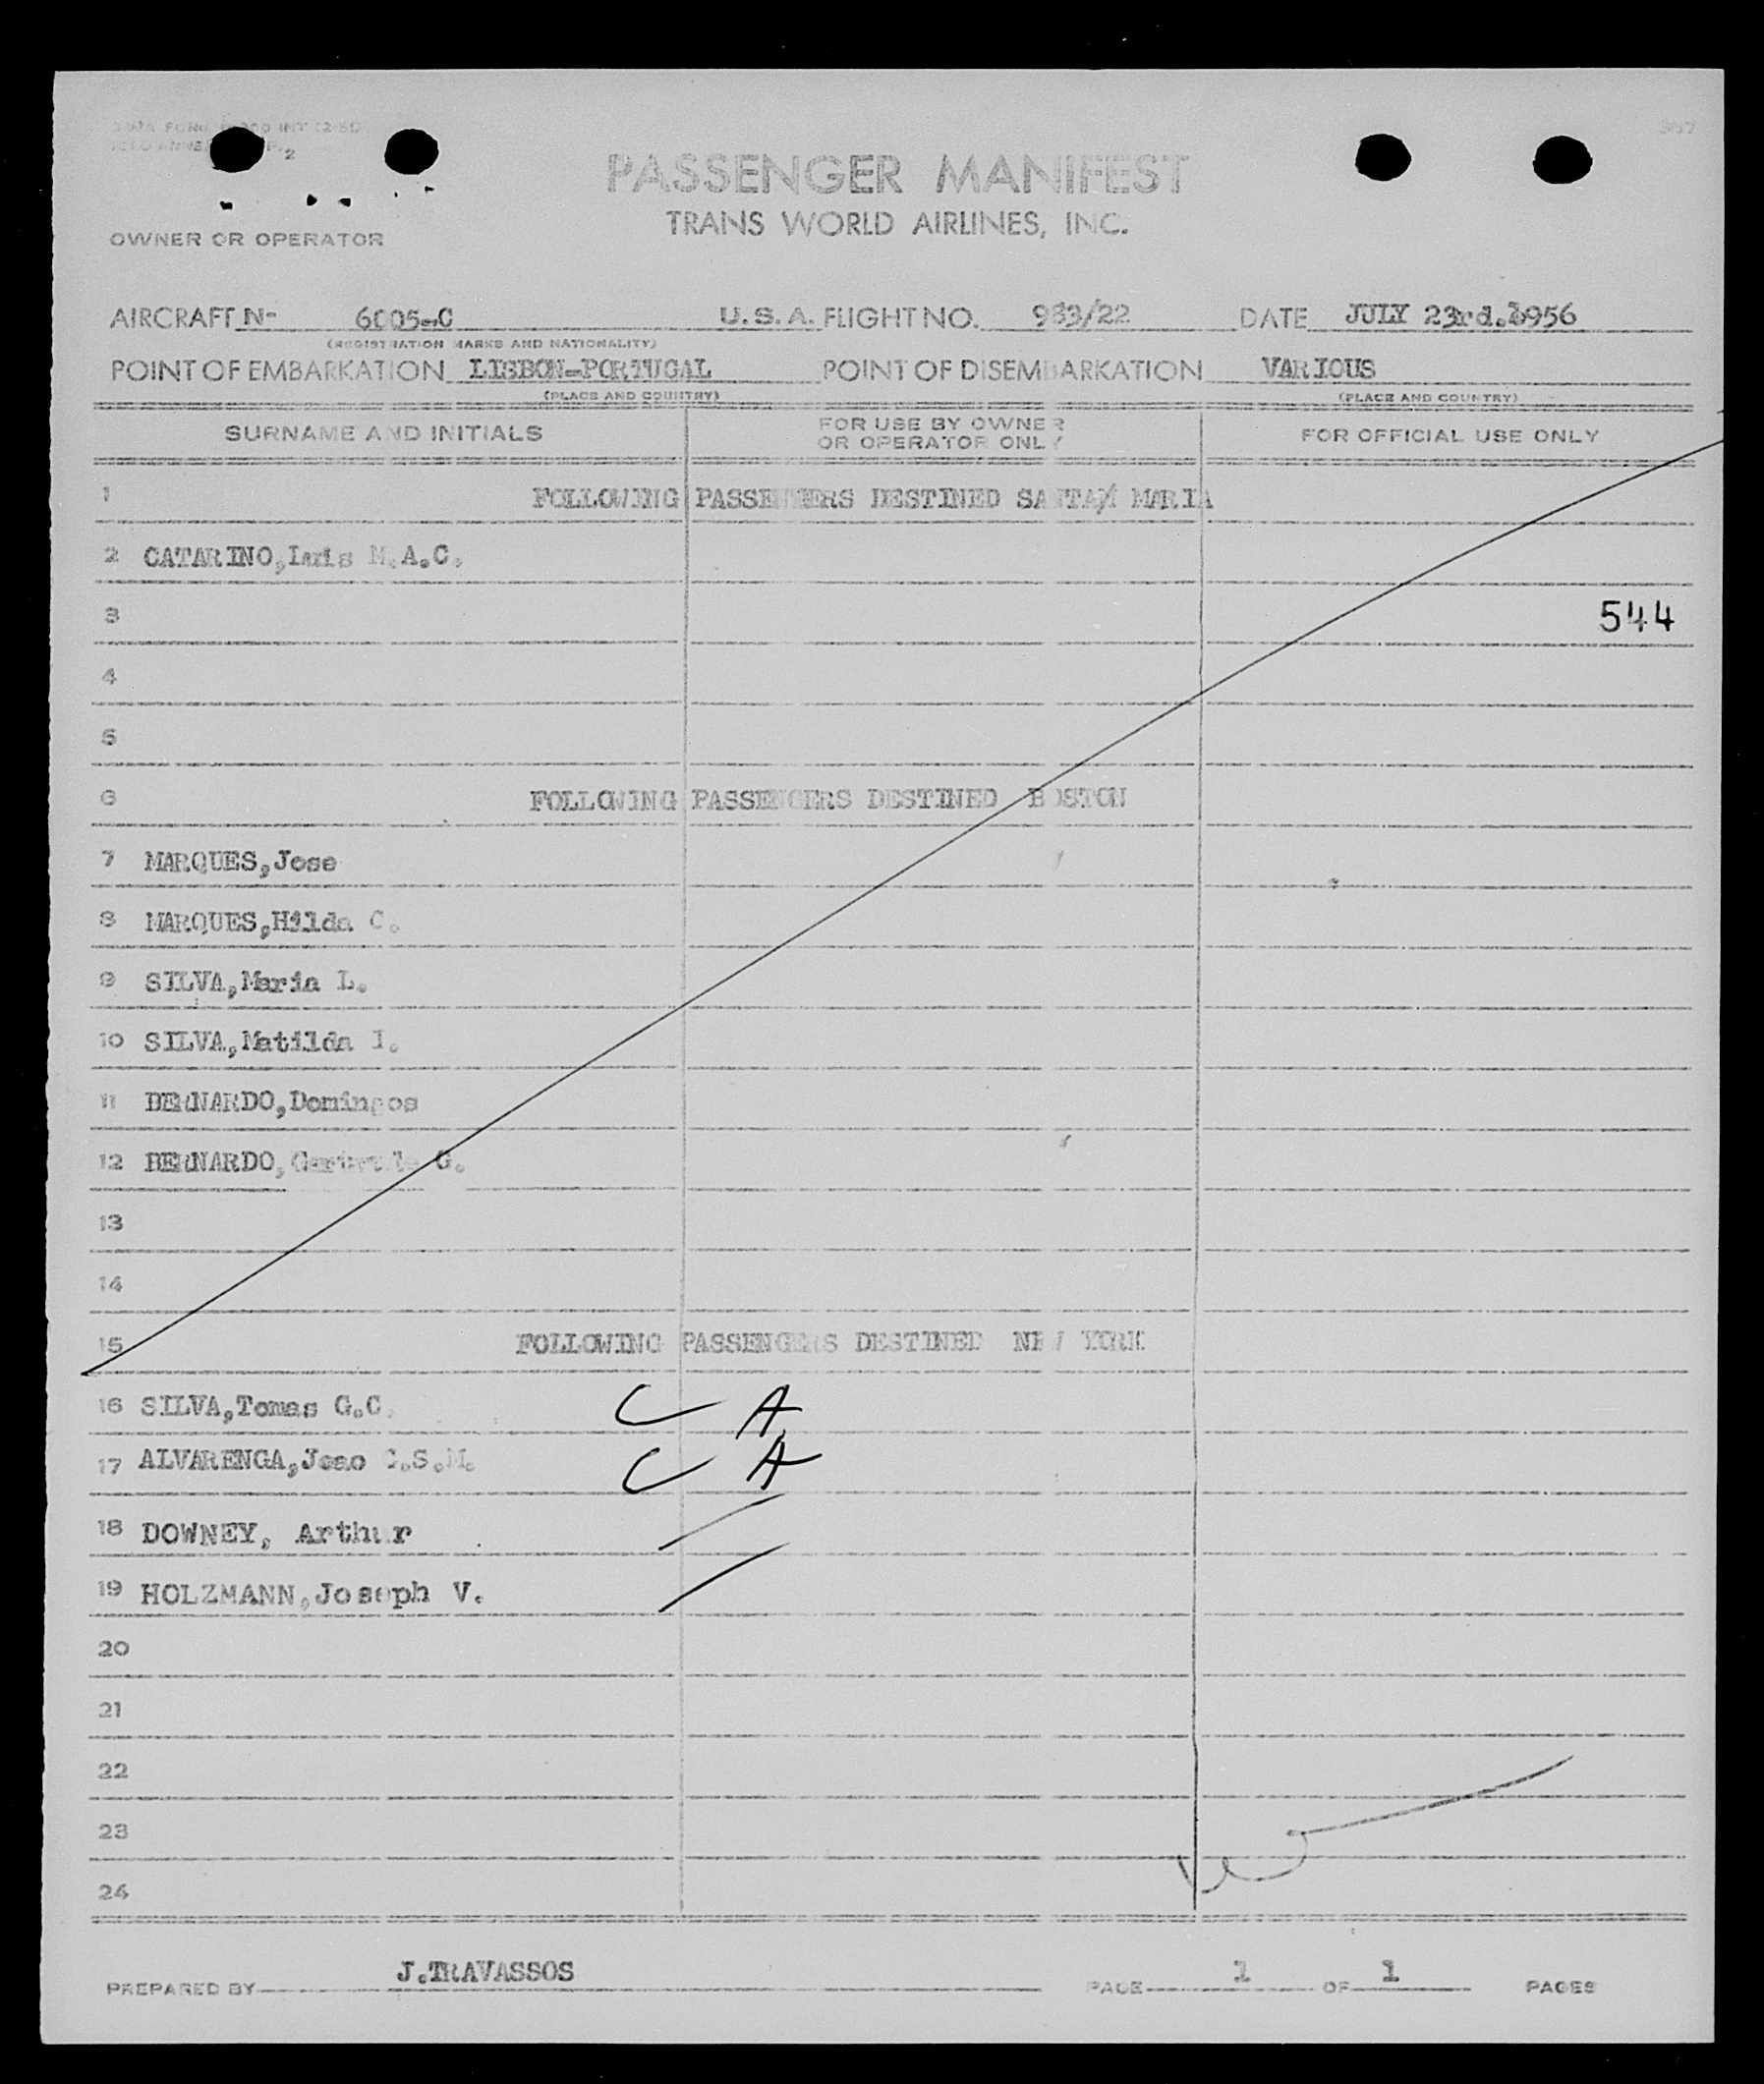 PASSENGER MANIFEST
TRANS WORLD AIRLINES, INC.
OWNER OR OPERATOR
AIRCRAFT N- 6005-C U.S.A. FLIGHT NO. 983/22 DATE JULY 23rd.1956
(REGISTRATION MARKS AND NATIONALITY)
POINT OF EMBARKATION LISBON-PORTUGAL POINT OF DISEMBARKATION VARIOUS
(PLACE AND COUNTRY) (PLACE AND COUNTRY)
SURNAME AND INITIALS FOR USE BY OWNER OR OPERATOR ONLY FOR OFFICIAL USE ONLY
1 FOLLOWING PASSENGERS DESTINED SANTA MARIA
2 CATARINO, M.A.C.
3 544
4
5
6 FOLLOWING PASSENGERS DESTINED BOSTON
7 MARQUES,Jose
8 MARQUES,Hilda C.
9 SILVA,Maria L.
10 SILVA,Matilda I.
11 BERNARDO,Domingos
12 BERNARDO, G.
13
14
15 FOLLOWING PASSENGERS DESTINED NEW YORK
16 SILVA,Tomas G.C. C A
17 ALVARENGA,Joao C.S.M. C A
18 DOWNEY, Arthur
19 HOLZMANN,Joseph V.
20
21
22
23
24
PREPARED BY J.TRAVASSOS PAGE 1 OF 1 PAGES